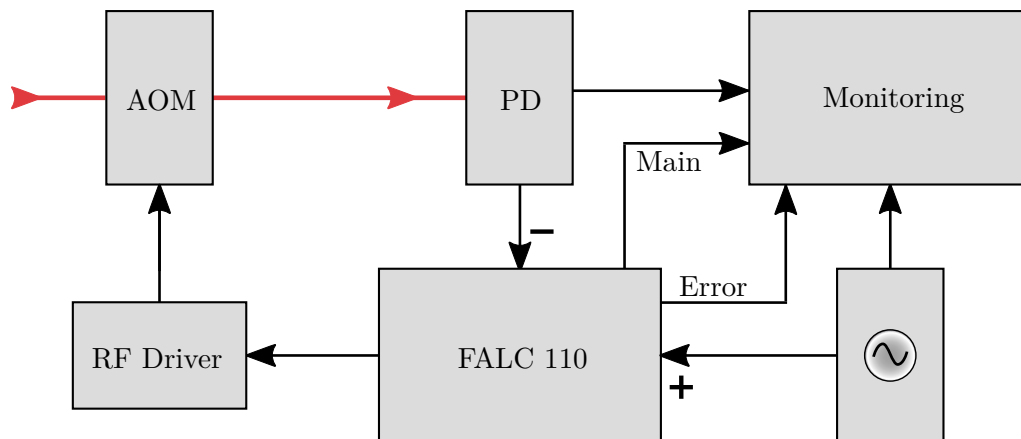 AOM
PD
Monitoring
Main
−
Error
RF Driver
FALC 110
+